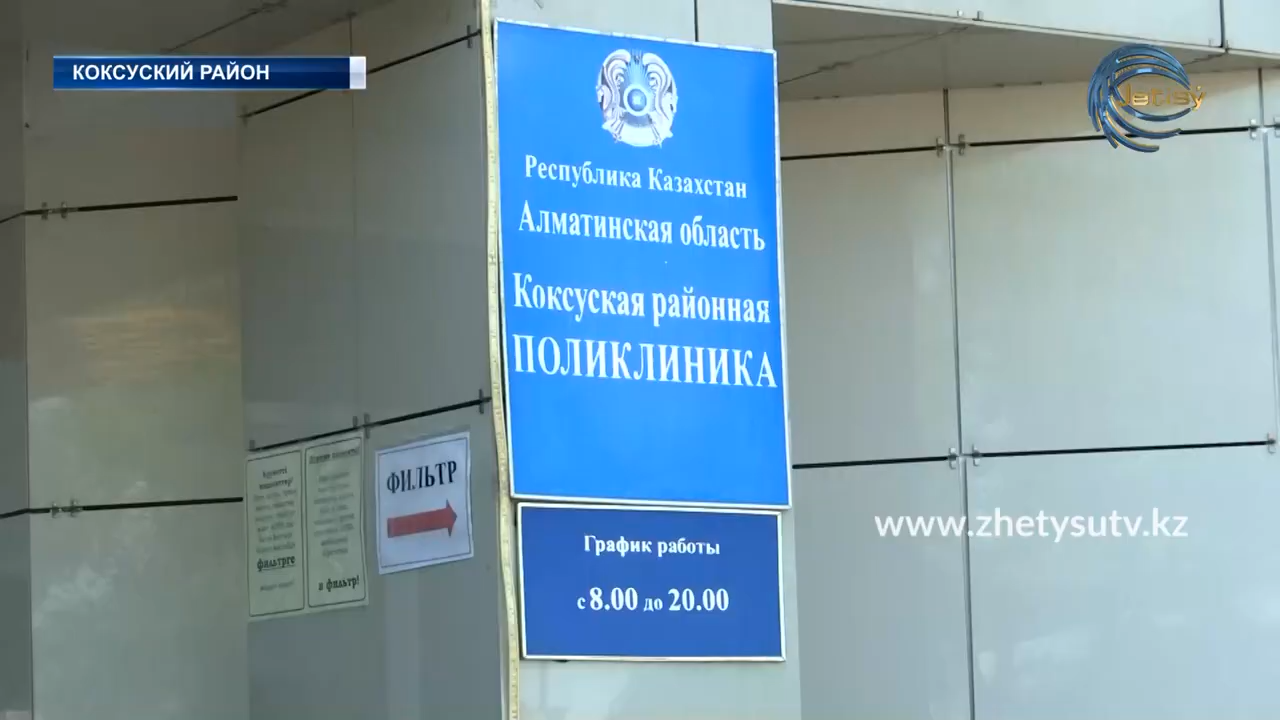 КОКСУСКИЙ РАЙОН
Jetisý
Республика Казахстан
Алматинская область
Коксуская районная
ПОЛИКЛИНИКА
ФИЛЬТР
фильтрге
и фильтр!
График работы
с 8.00 до 20.00
www.zhetysutv.kz